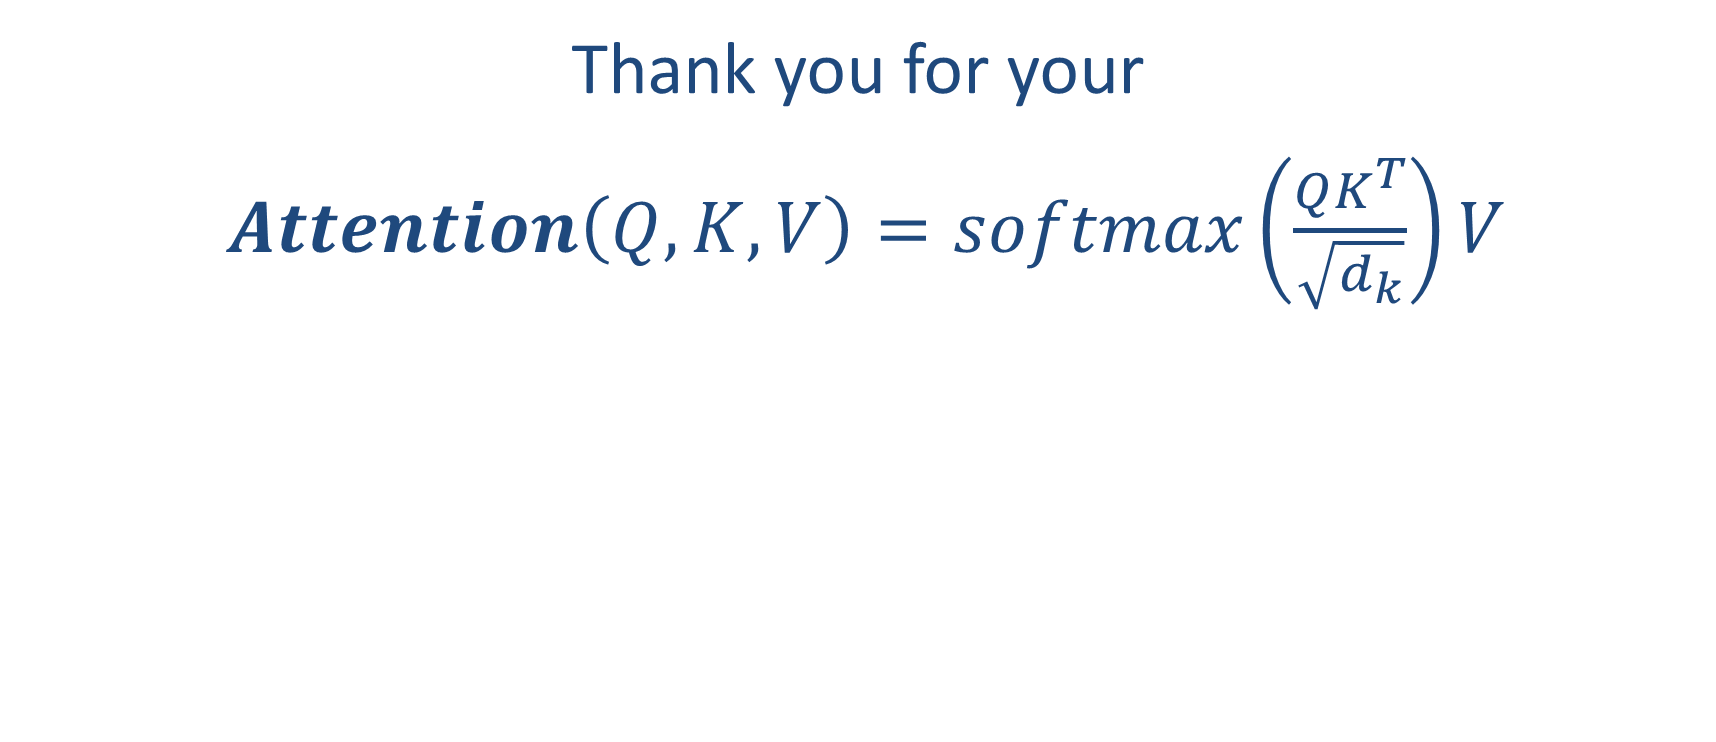 Thank you for your
Attention(Q, K, V) = softmax(QK^T / √d_k) V